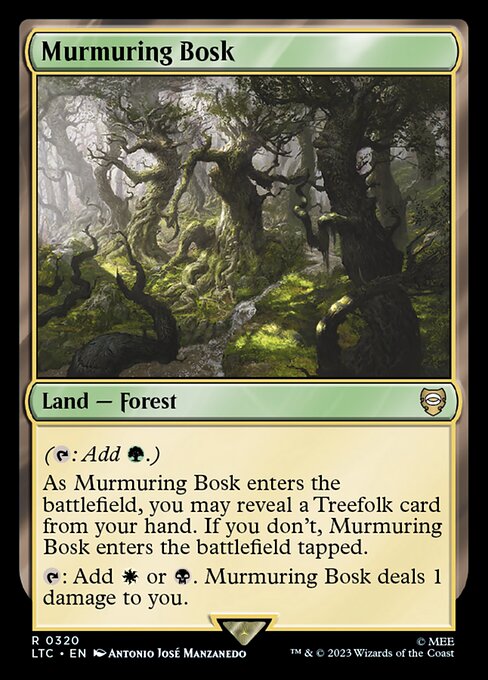 Murmuring Bosk
Land — Forest
(: Add .)
As Murmuring Bosk enters the
battlefield, you may reveal a Treefolk card
from your hand. If you don't, Murmuring
Bosk enters the battlefield tapped.
: Add or . Murmuring Bosk deals 1
damage to you.
R 0320
LTC • EN Antonio José Manzanedo
© MEE
™ & © 2023 Wizards of the Coast